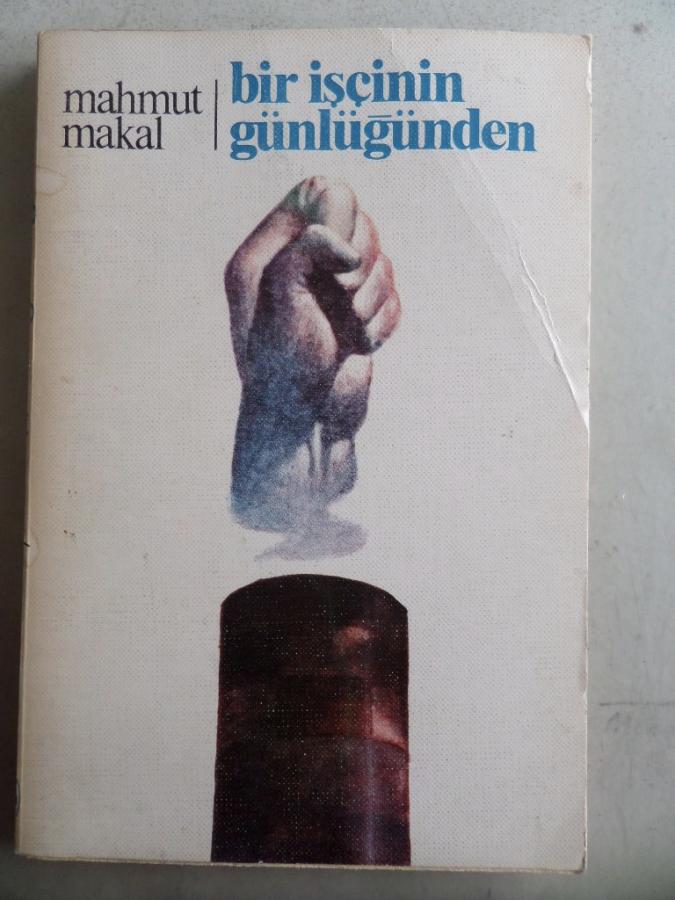 mahmut
makal
bir işçinin
günlüğünden